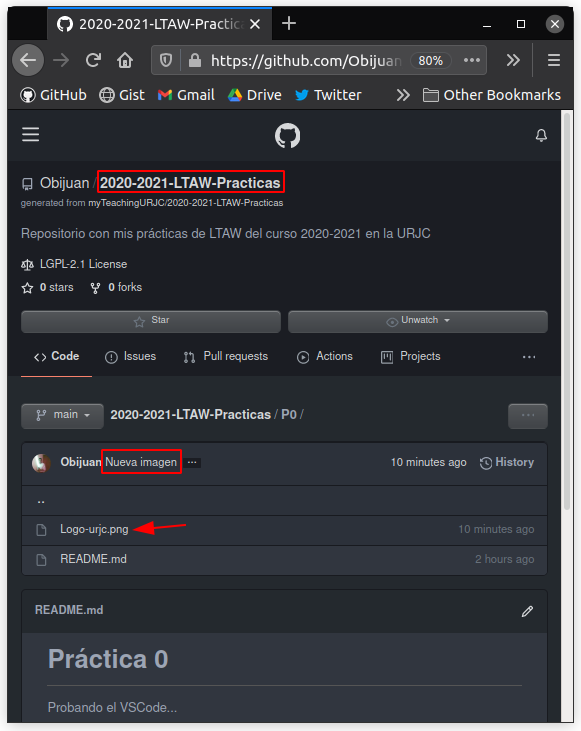 2020-2021-LTAW-Practica
https://github.com/Obijuan 80%
GitHub Gist Gmail Drive Twitter Other Bookmarks
Obijuan / 2020-2021-LTAW-Practicas
generated from myTeachingURJC/2020-2021-LTAW-Practicas
Repositorio con mis prácticas de LTAW del curso 2020-2021 en la URJC
LGPL-2.1 License
0 stars 0 forks
Star Unwatch
Code Issues Pull requests Actions Projects ...
main 2020-2021-LTAW-Practicas / P0 / ...
Obijuan Nueva imagen ... 10 minutes ago History
..
Logo-urjc.png 10 minutes ago
README.md 2 hours ago
README.md
Práctica 0
Probando el VSCode...